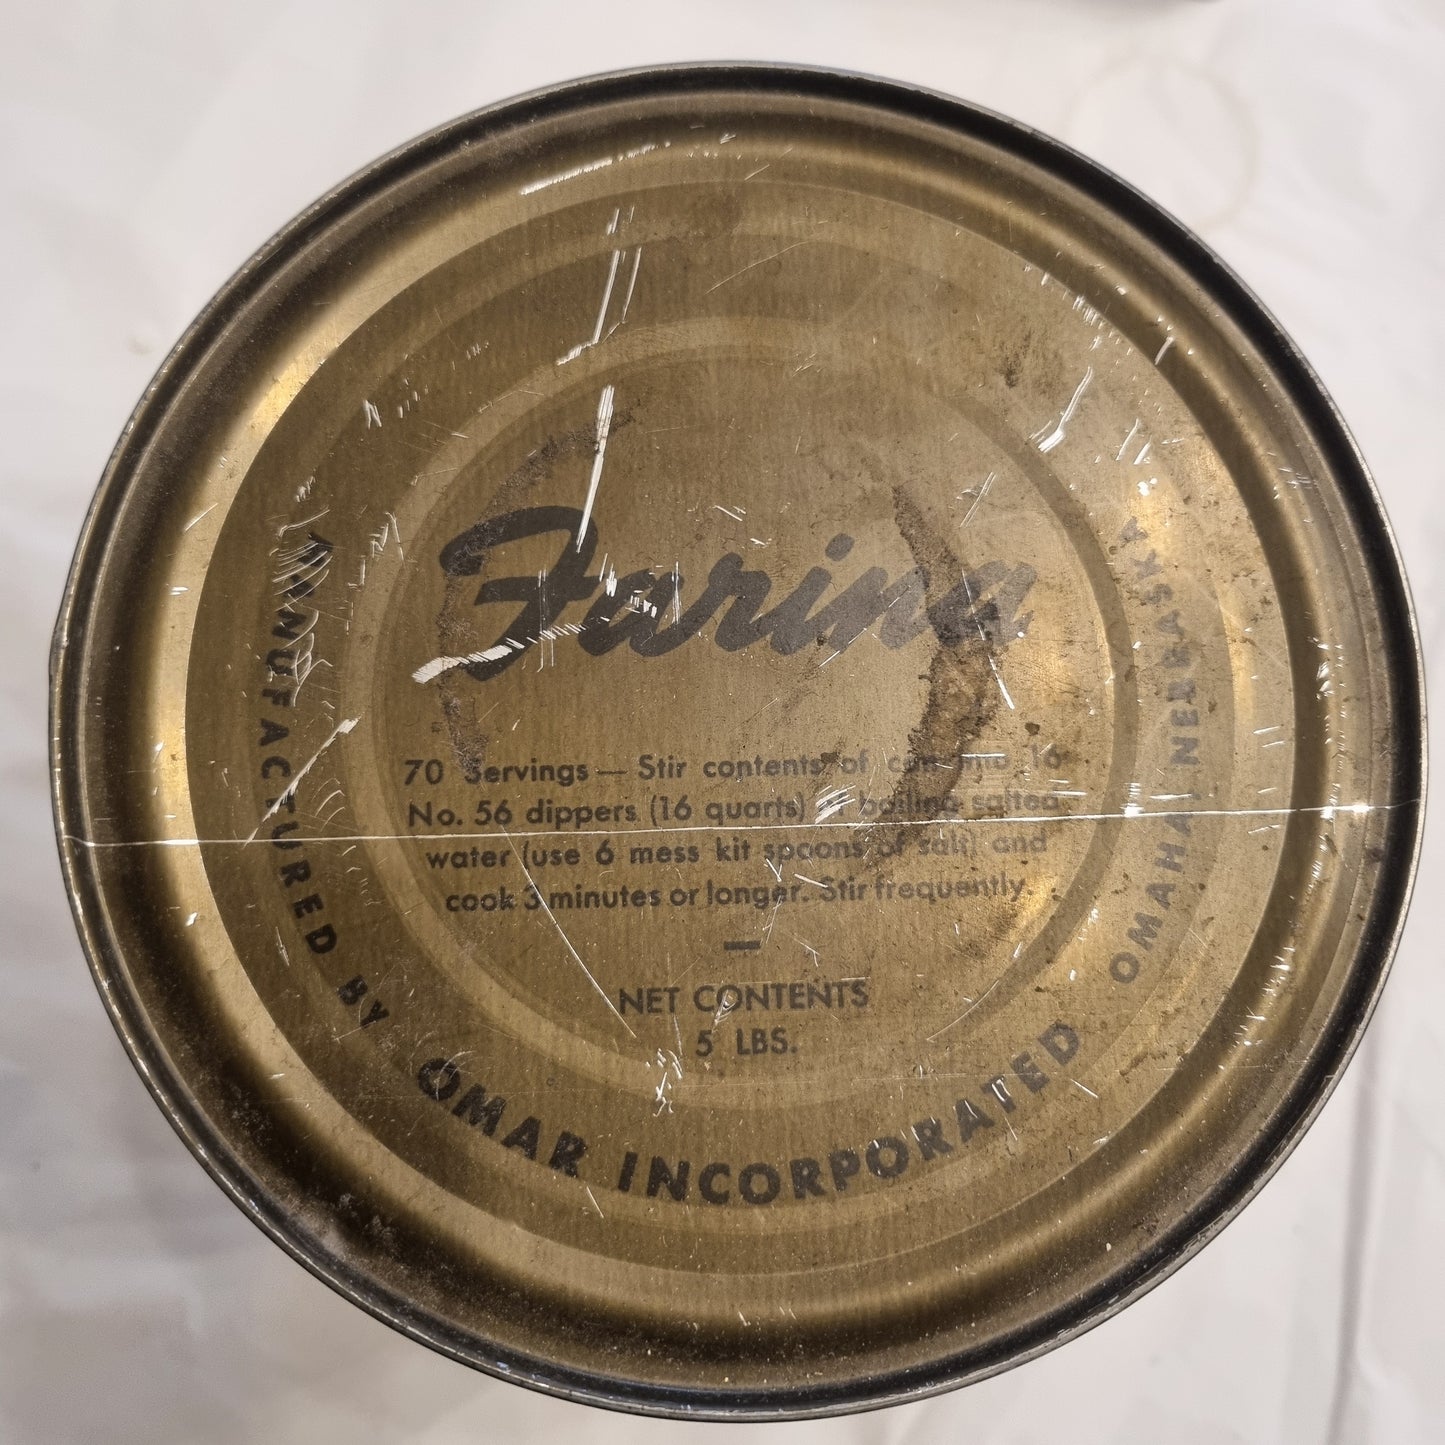 Farina
70 Servings — Stir contents of can into 16
No. 56 dippers (16 quarts) of boiling salted
water (use 6 mess kit spoons of salt) and
cook 3 minutes or longer. Stir frequently.
—
NET CONTENTS
5 LBS.
MANUFACTURED BY OMAR INCORPORATED OMAHA, NEBRASKA